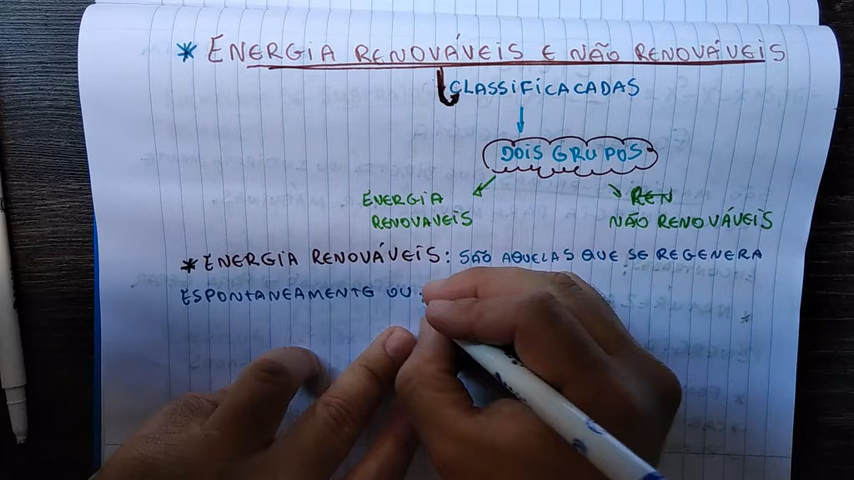 * ENERGIA RENOVÁVEIS E NÃO RENOVÁVEIS
CLASSIFICACADAS
DOIS GRUPOS
ENERGIA
RENOVAVEIS
REN
NÃO RENOVÁVEIS
* ENERGIA RENOVÁVEIS: SÃO AQUELAS QUE SE REGENERA
ESPONTANEAMENTE OU